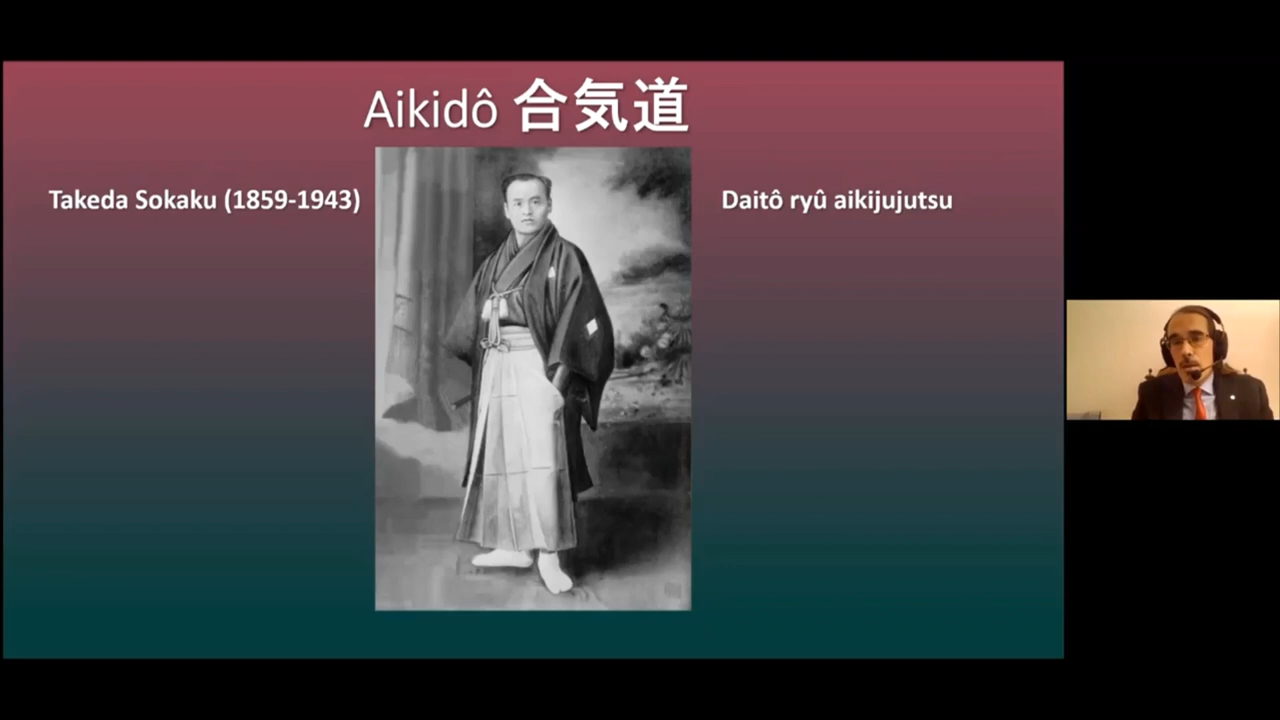 Aikidô 合気道
Takeda Sokaku (1859-1943)
Daitô ryû aikijujutsu